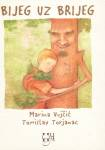 BIJEG UZ BRIJEG
Marina Vujčić
Tomislav Torjanac